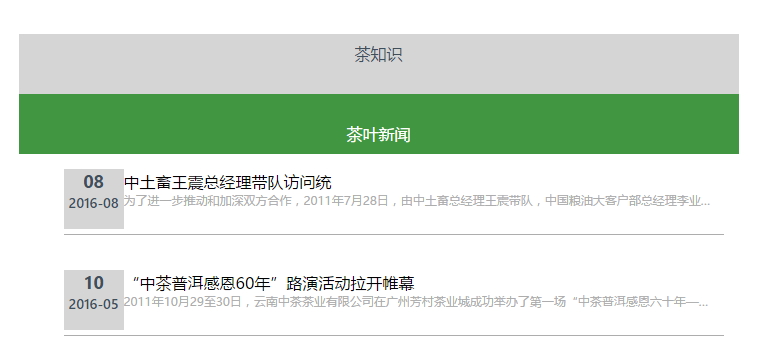 茶知识
茶叶新闻
08
中土畜王震总经理带队访问统
2016-08
为了进一步推动和加深双方合作，2011年7月28日，由中土畜总经理王震带队，中国粮油大客户部总经理李业...
10
“中茶普洱感恩60年”路演活动拉开帷幕
2016-05
2011年10月29至30日，云南中茶茶业有限公司在广州芳村茶业城成功举办了第一场“中茶普洱感恩六十年—...